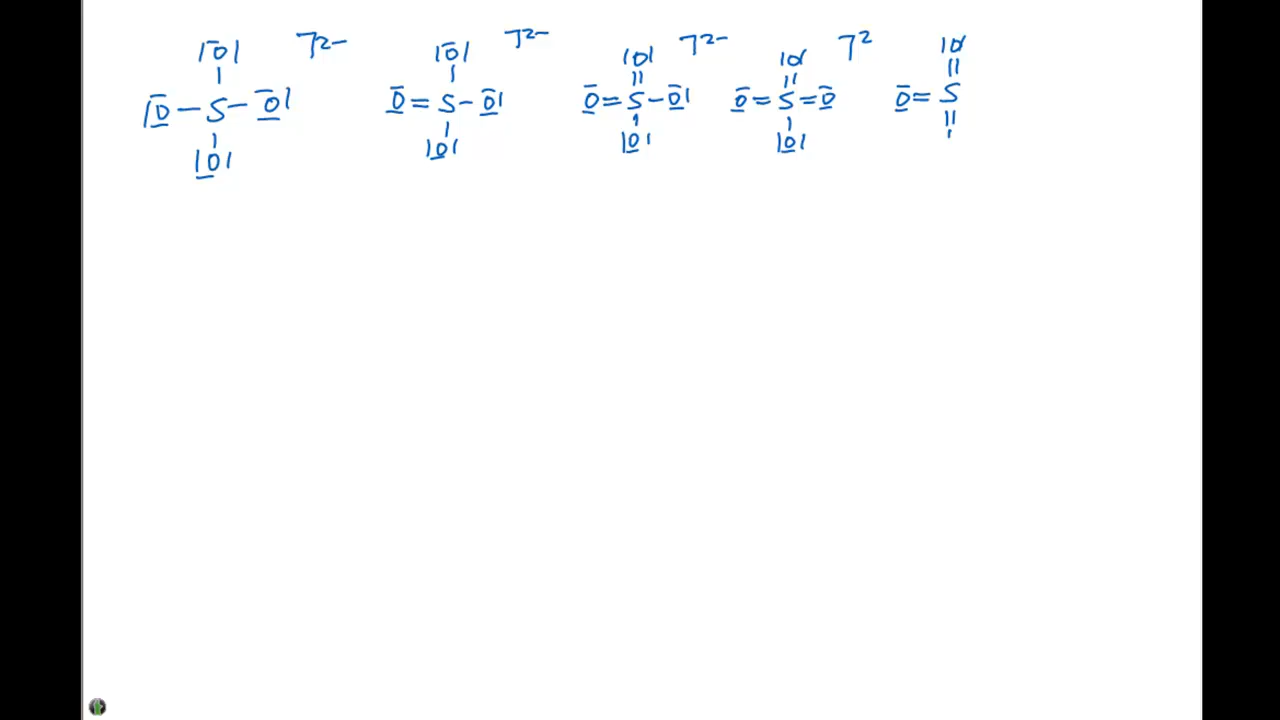 |O̅| ⌉2− |O̅| ⌉2− |O| ⌉2− |O| ⌉2 |O|
| | || || ||
|O̲̅ — S — O̲̅| O̲̅ = S − O̲̅| O̲̅ = S − O̲̅| O̲̅ = S = O̲̅ O̲̅ = S
| | | | ||
|O̲| |O̲| |O̲| |O̲|